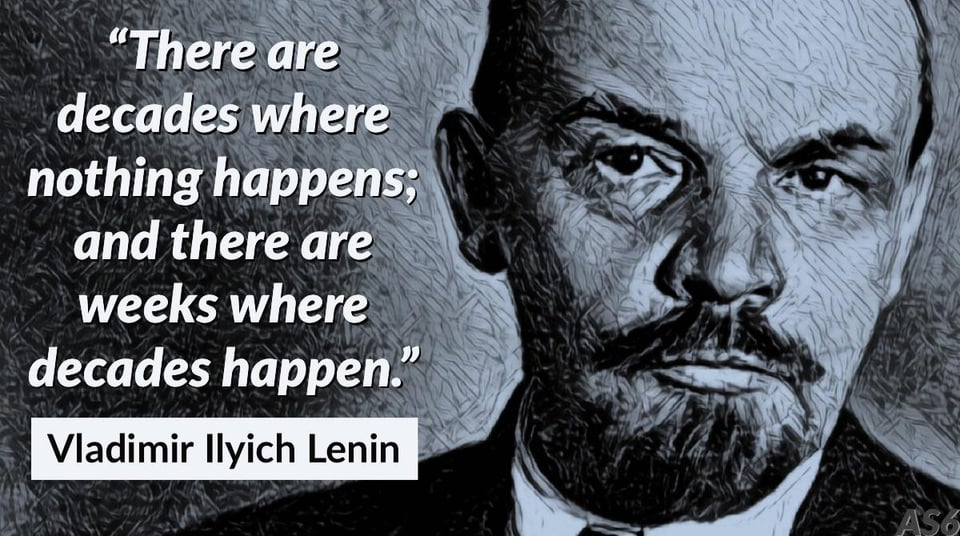 “There are
decades where
nothing happens;
and there are
weeks where
decades happen.”
Vladimir Ilyich Lenin
AS6